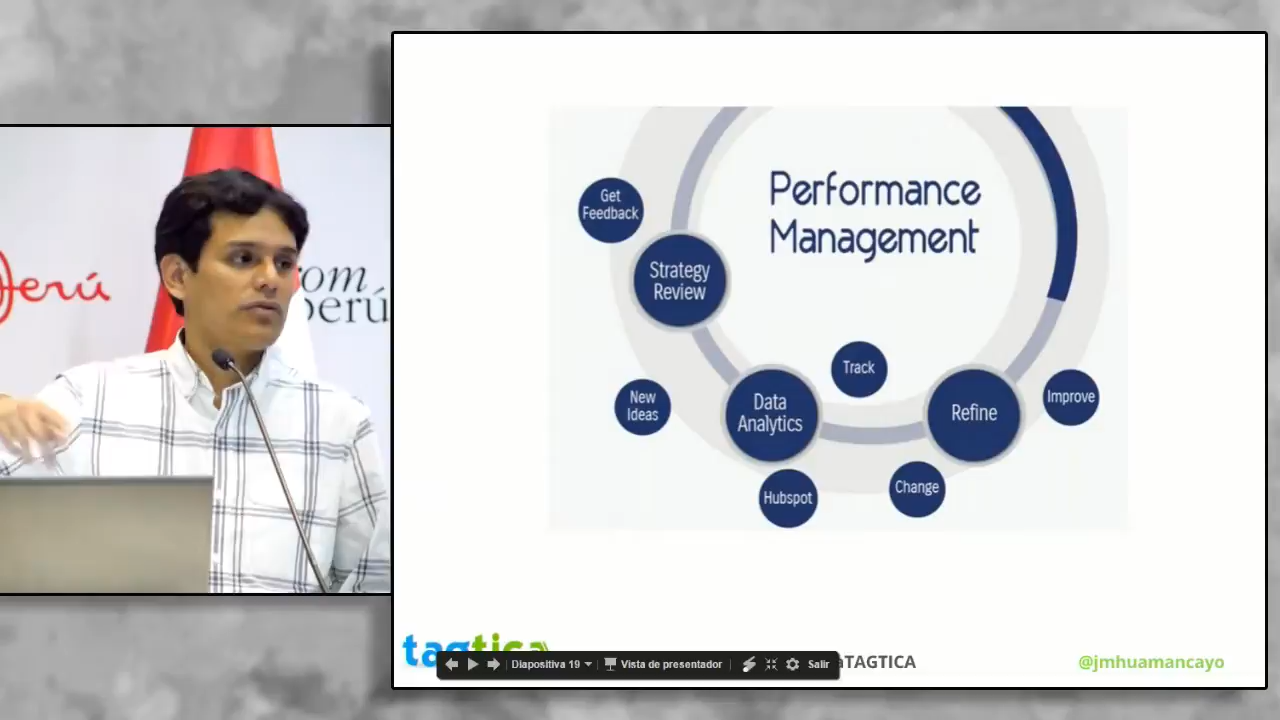 Perú
om
perú
Performance
Management
Get
Feedback
Strategy
Review
New
Ideas
Data
Analytics
Track
Hubspot
Refine
Change
Improve
tagtica
Diapositiva 19
Vista de presentador
Salir
TAGTICA
@jmhuamancayo